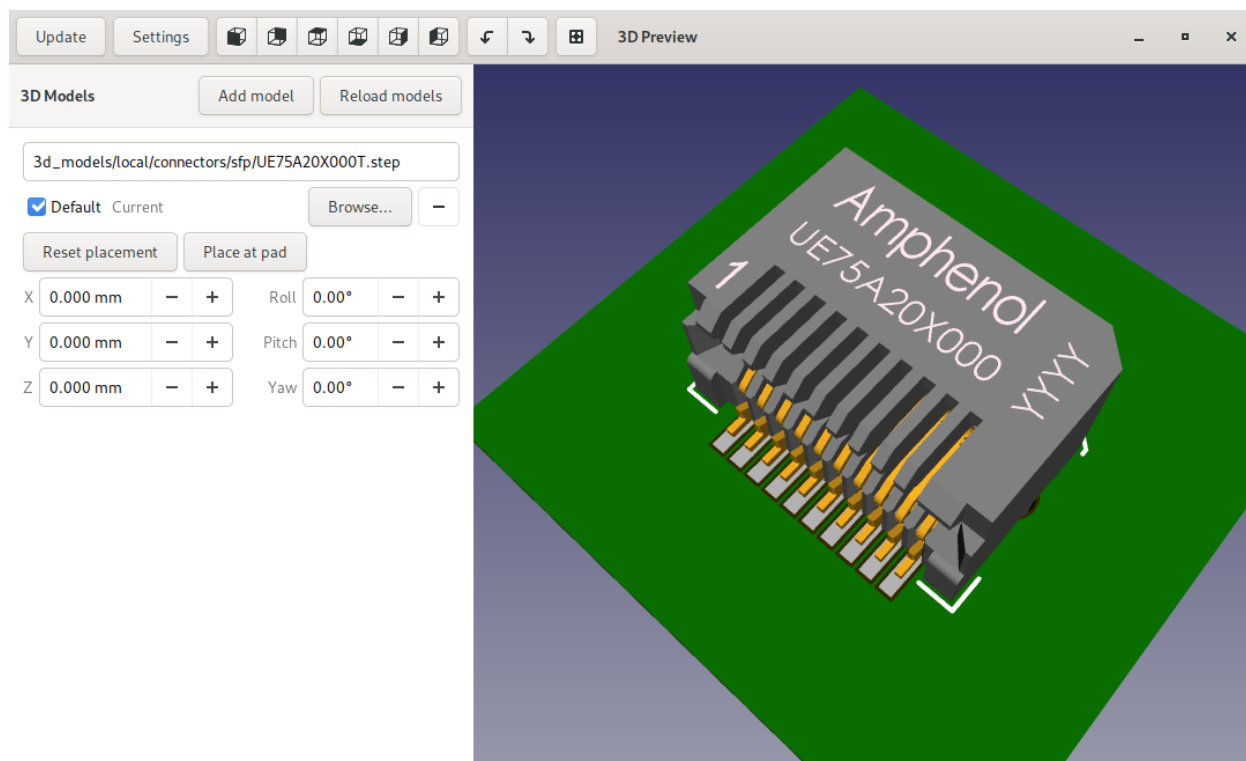 Update Settings 3D Preview
3D Models Add model Reload models
3d_models/local/connectors/sfp/UE75A20X000T.step
Default Current Browse...
Reset placement Place at pad
X 0.000 mm − + Roll 0.00° − +
Y 0.000 mm − + Pitch 0.00° − +
Z 0.000 mm − + Yaw 0.00° − +
Amphenol
UE75A20X000
1
YYYY